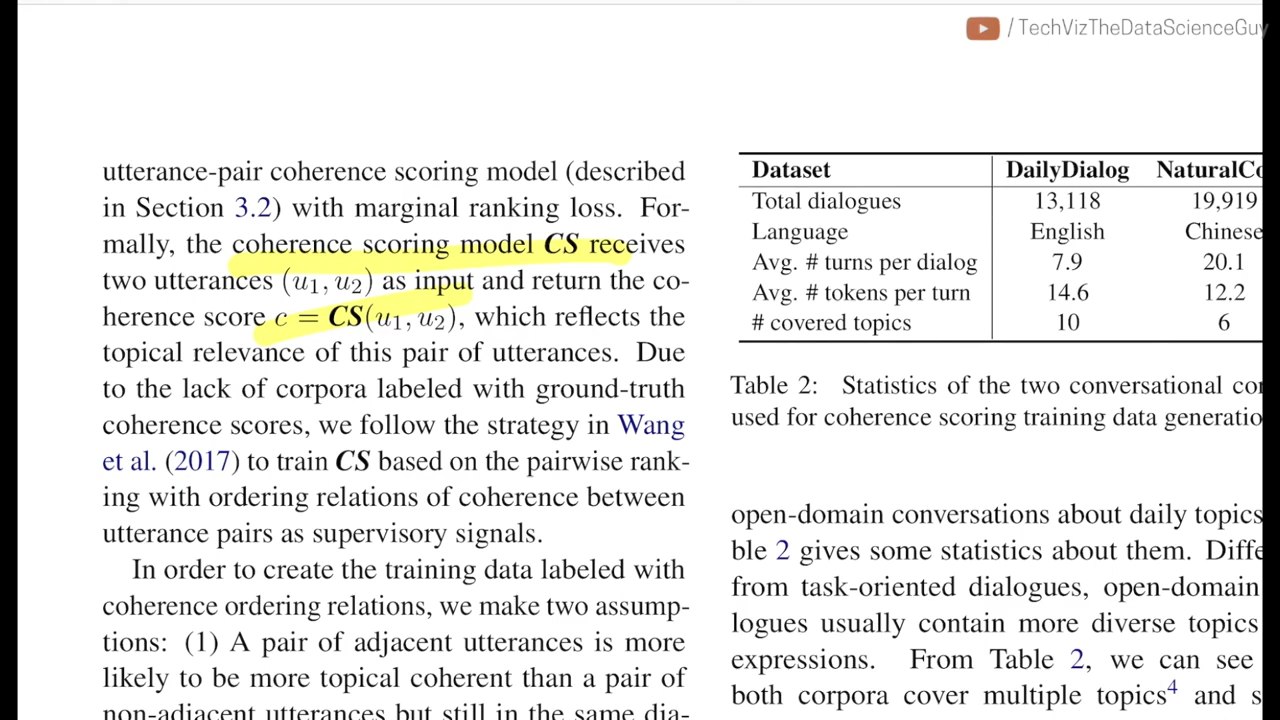 / TechVizTheDataScienceGuy
utterance-pair coherence scoring model (described
in Section 3.2) with marginal ranking loss. For-
mally, the coherence scoring model CS receives
two utterances (u1, u2) as input and return the co-
herence score c = CS(u1, u2), which reflects the
topical relevance of this pair of utterances. Due
to the lack of corpora labeled with ground-truth
coherence scores, we follow the strategy in Wang
et al. (2017) to train CS based on the pairwise rank-
ing with ordering relations of coherence between
utterance pairs as supervisory signals.
In order to create the training data labeled with
coherence ordering relations, we make two assump-
tions: (1) A pair of adjacent utterances is more
likely to be more topical coherent than a pair of
non-adjacent utterances but still in the same dia-
Dataset DailyDialog NaturalCo
Total dialogues 13,118 19,919
Language English Chinese
Avg. # turns per dialog 7.9 20.1
Avg. # tokens per turn 14.6 12.2
# covered topics 10 6
Table 2: Statistics of the two conversational cor
used for coherence scoring training data generatio
open-domain conversations about daily topics
ble 2 gives some statistics about them. Diffe
from task-oriented dialogues, open-domain
logues usually contain more diverse topics
expressions. From Table 2, we can see
both corpora cover multiple topics4 and s